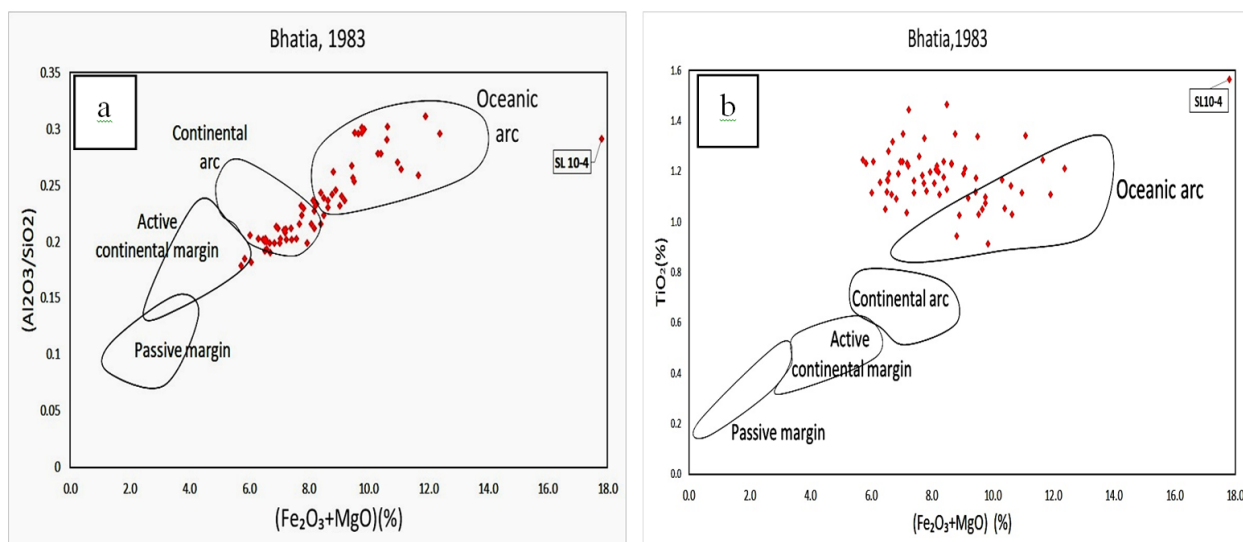 Bhatia, 1983
a
0.35
0.3
0.25
0.2
0.15
0.1
0.05
0
(Al2O3/SiO2)
Oceanic
arc
Continental
arc
Active
continental margin
Passive margin
SL 10-4
0.0 2.0 4.0 6.0 8.0 10.0 12.0 14.0 16.0 18.0
(Fe₂O₃+MgO)(%)
Bhatia,1983
b
1.6
1.4
1.2
1.0
0.8
0.6
0.4
0.2
0.0
TiO₂(%)
SL10-4
Oceanic arc
Continental arc
Active
continental margin
Passive margin
0.0 2.0 4.0 6.0 8.0 10.0 12.0 14.0 16.0 18.0
(Fe₂O₃+MgO) (%)